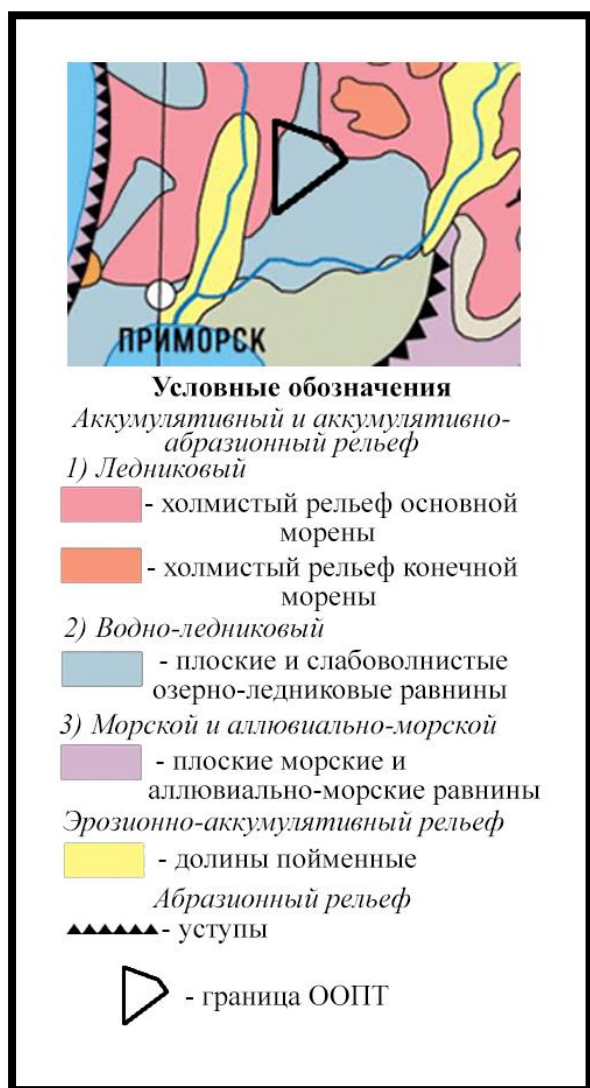 ПРИМОРСК
Условные обозначения
Аккумулятивный и аккумулятивно-
абразионный рельеф
1) Ледниковый
- холмистый рельеф основной
морены
- холмистый рельеф конечной
морены
2) Водно-ледниковый
- плоские и слабоволнистые
озерно-ледниковые равнины
3) Морской и аллювиально-морской
- плоские морские и
аллювиально-морские равнины
Эрозионно-аккумулятивный рельеф
- долины пойменные
Абразионный рельеф
- уступы
- граница ООПТ